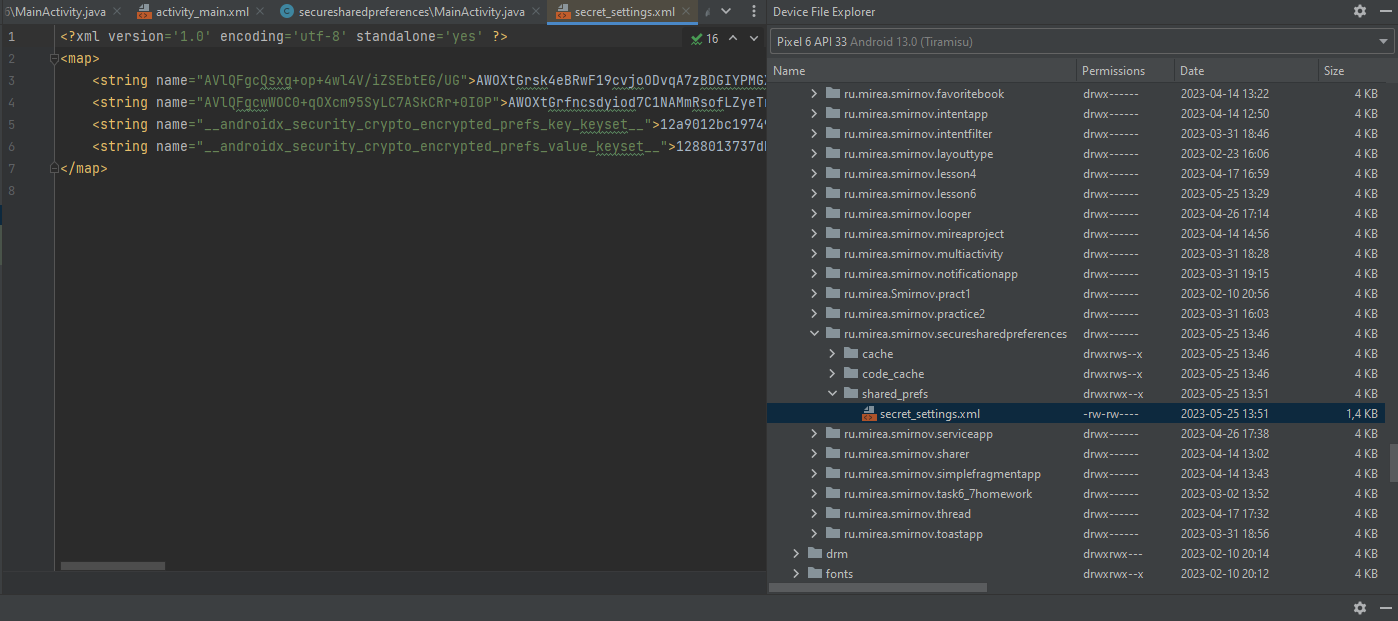 5\MainActivity.java
activity_main.xml
securesharedpreferences\MainActivity.java
secret_settings.xml
1 <?xml version='1.0' encoding='utf-8' standalone='yes' ?>
16
2 <map>
3 <string name="AVlQFgcQsxq+op+4wl4V/iZSEbtEG/UG">AWOXtGrsk4eBRwF19cvjoODvqA7zBDGIYPMG
4 <string name="AVlQFgcwWOC0+qOXcm95SyLC7ASkCRr+0I0P">AWOXtGrfncsdyiod7C1NAMmRsofLZyeT
5 <string name="__androidx_security_crypto_encrypted_prefs_key_keyset__">12a9012bc19749
6 <string name="__androidx_security_crypto_encrypted_prefs_value_keyset__">1288013737d
7 </map>
8
Device File Explorer
Pixel 6 API 33 Android 13.0 (Tiramisu)
Name Permissions Date Size
ru.mirea.smirnov.favoritebook drwx------ 2023-04-14 13:22 4 KB
ru.mirea.smirnov.intentapp drwx------ 2023-04-14 12:50 4 KB
ru.mirea.smirnov.intentfilter drwx------ 2023-03-31 18:46 4 KB
ru.mirea.smirnov.layouttype drwx------ 2023-02-23 16:06 4 KB
ru.mirea.smirnov.lesson4 drwx------ 2023-04-17 16:59 4 KB
ru.mirea.smirnov.lesson6 drwx------ 2023-05-25 13:29 4 KB
ru.mirea.smirnov.looper drwx------ 2023-04-26 17:14 4 KB
ru.mirea.smirnov.mireaproject drwx------ 2023-04-14 14:56 4 KB
ru.mirea.smirnov.multiactivity drwx------ 2023-03-31 18:28 4 KB
ru.mirea.smirnov.notificationapp drwx------ 2023-03-31 19:15 4 KB
ru.mirea.Smirnov.pract1 drwx------ 2023-02-10 20:56 4 KB
ru.mirea.smirnov.practice2 drwx------ 2023-03-31 16:03 4 KB
ru.mirea.smirnov.securesharedpreferences drwx------ 2023-05-25 13:46 4 KB
cache drwxrws--x 2023-05-25 13:46 4 KB
code_cache drwxrws--x 2023-05-25 13:46 4 KB
shared_prefs drwxrwx--x 2023-05-25 13:51 4 KB
secret_settings.xml -rw-rw---- 2023-05-25 13:51 1,4 KB
ru.mirea.smirnov.serviceapp drwx------ 2023-04-26 17:38 4 KB
ru.mirea.smirnov.sharer drwx------ 2023-04-14 13:02 4 KB
ru.mirea.smirnov.simplefragmentapp drwx------ 2023-04-14 13:43 4 KB
ru.mirea.smirnov.task6_7homework drwx------ 2023-03-02 13:52 4 KB
ru.mirea.smirnov.thread drwx------ 2023-04-17 17:32 4 KB
ru.mirea.smirnov.toastapp drwx------ 2023-03-31 18:56 4 KB
drm drwxrwx--- 2023-02-10 20:14 4 KB
fonts drwxrwx--x 2023-02-10 20:12 4 KB